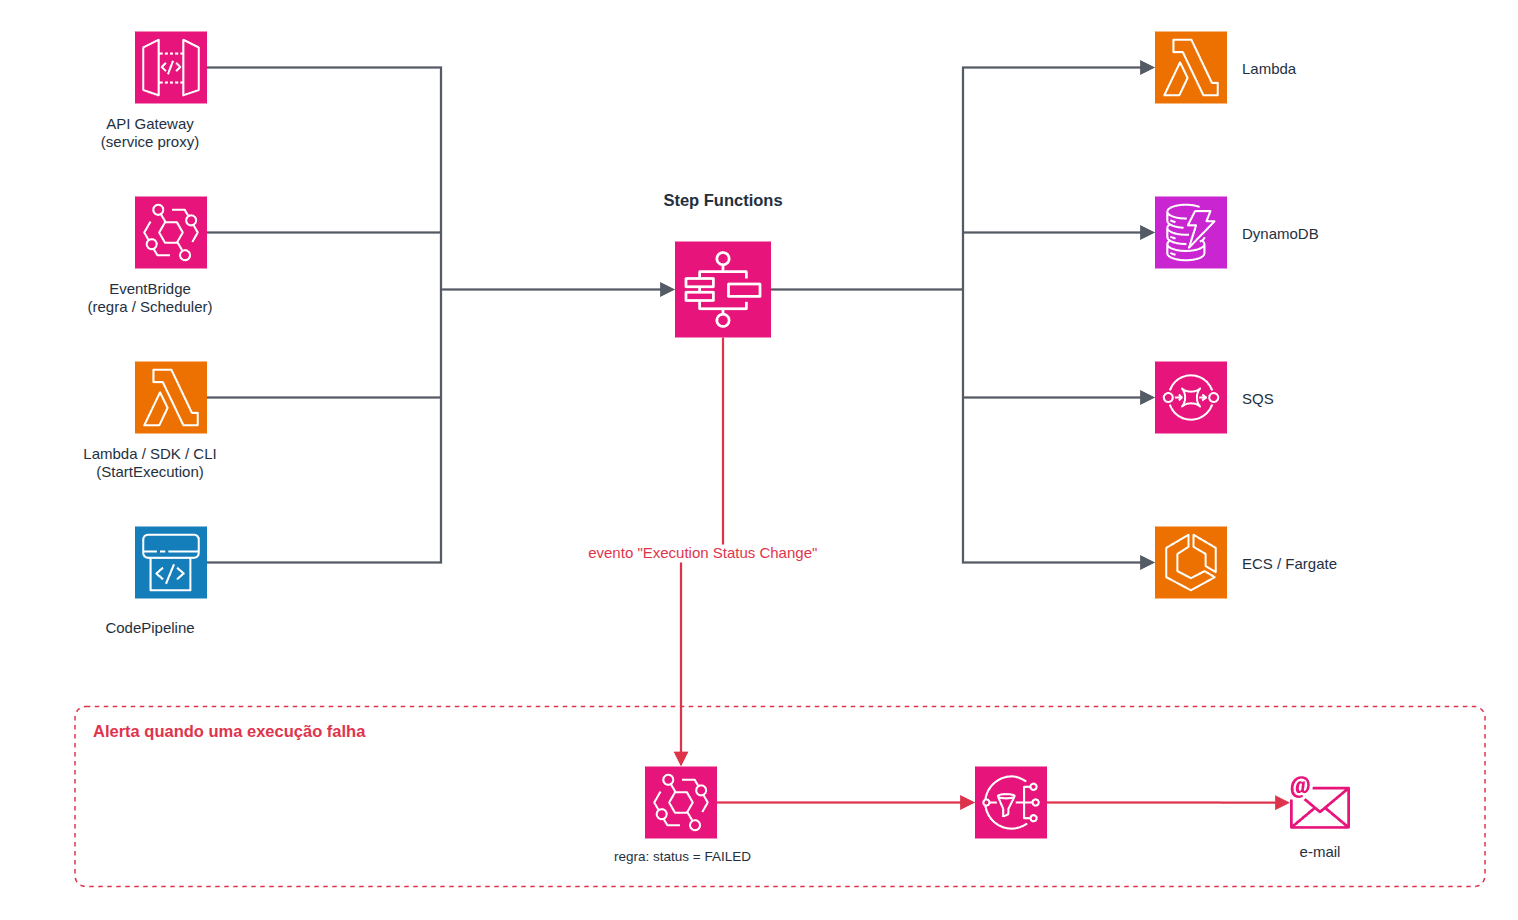 API Gateway
(service proxy)
EventBridge
(regra / Scheduler)
Lambda / SDK / CLI
(StartExecution)
CodePipeline
Step Functions
evento "Execution Status Change"
Lambda
DynamoDB
SQS
ECS / Fargate
Alerta quando uma execução falha
regra: status = FAILED
@
e-mail